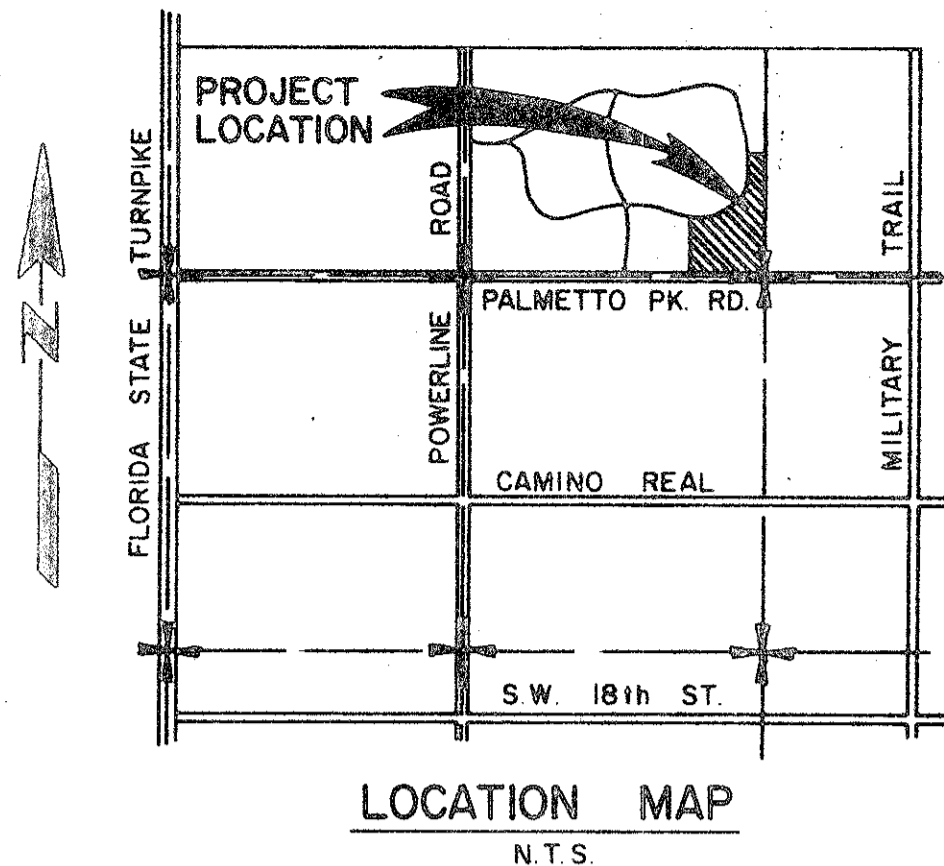 PROJECT
LOCATION
FLORIDA STATE TURNPIKE
POWERLINE ROAD
MILITARY TRAIL
N
PALMETTO PK. RD.
CAMINO REAL
S.W. 18th ST.
LOCATION MAP
N.T.S.